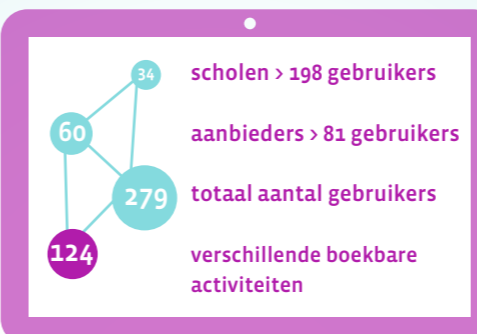 34 scholen > 198 gebruikers
60 aanbieders > 81 gebruikers
279 totaal aantal gebruikers
124 verschillende boekbare
activiteiten